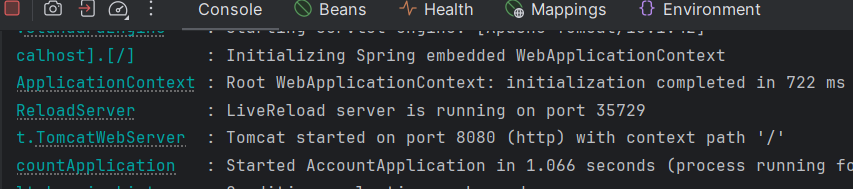 Console Beans Health Mappings Environment
calhost].[/] : Initializing Spring embedded WebApplicationContext
ApplicationContext : Root WebApplicationContext: initialization completed in 722 ms
ReloadServer : LiveReload server is running on port 35729
t.TomcatWebServer : Tomcat started on port 8080 (http) with context path '/'
countApplication : Started AccountApplication in 1.066 seconds (process running fo